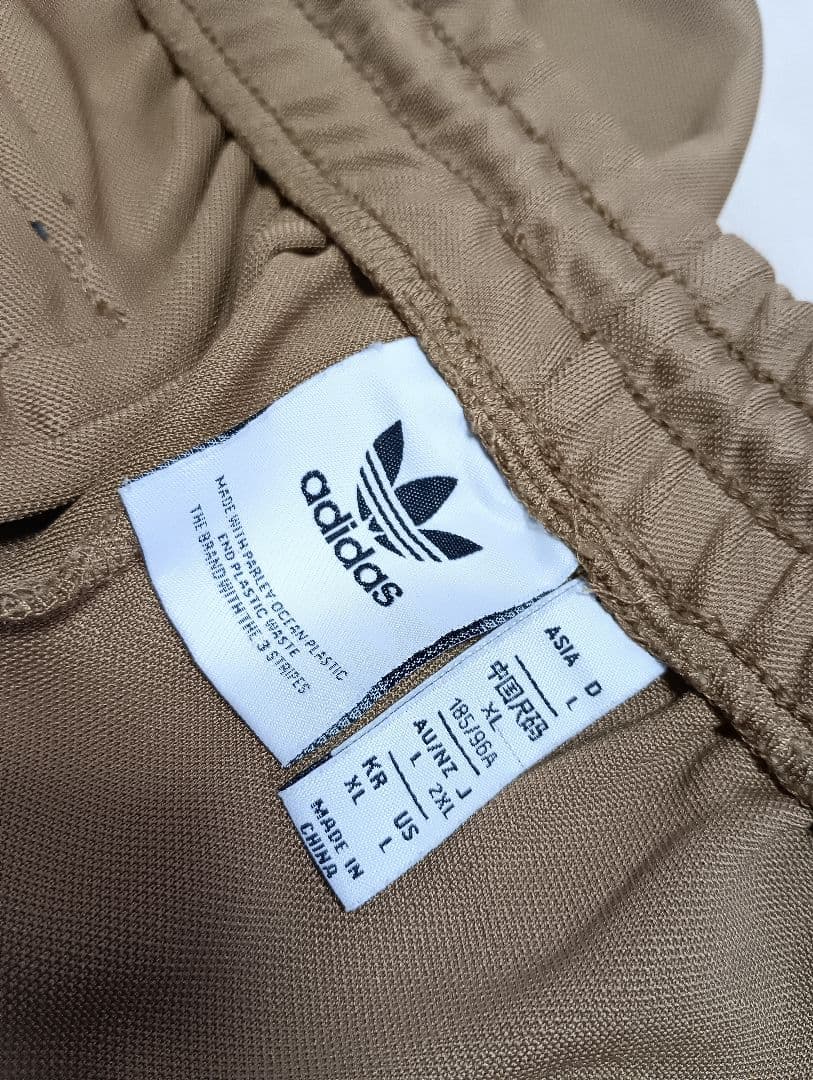 adidas
MADE WITH PARLEY OCEAN PLASTIC
END PLASTIC WASTE
THE BRAND WITH THE 3 STRIPES
ASIA D
L
中国尺码
XL
185/96A
AU/NZ J
L 2XL
KR US
XL L
MADE IN
CHINA